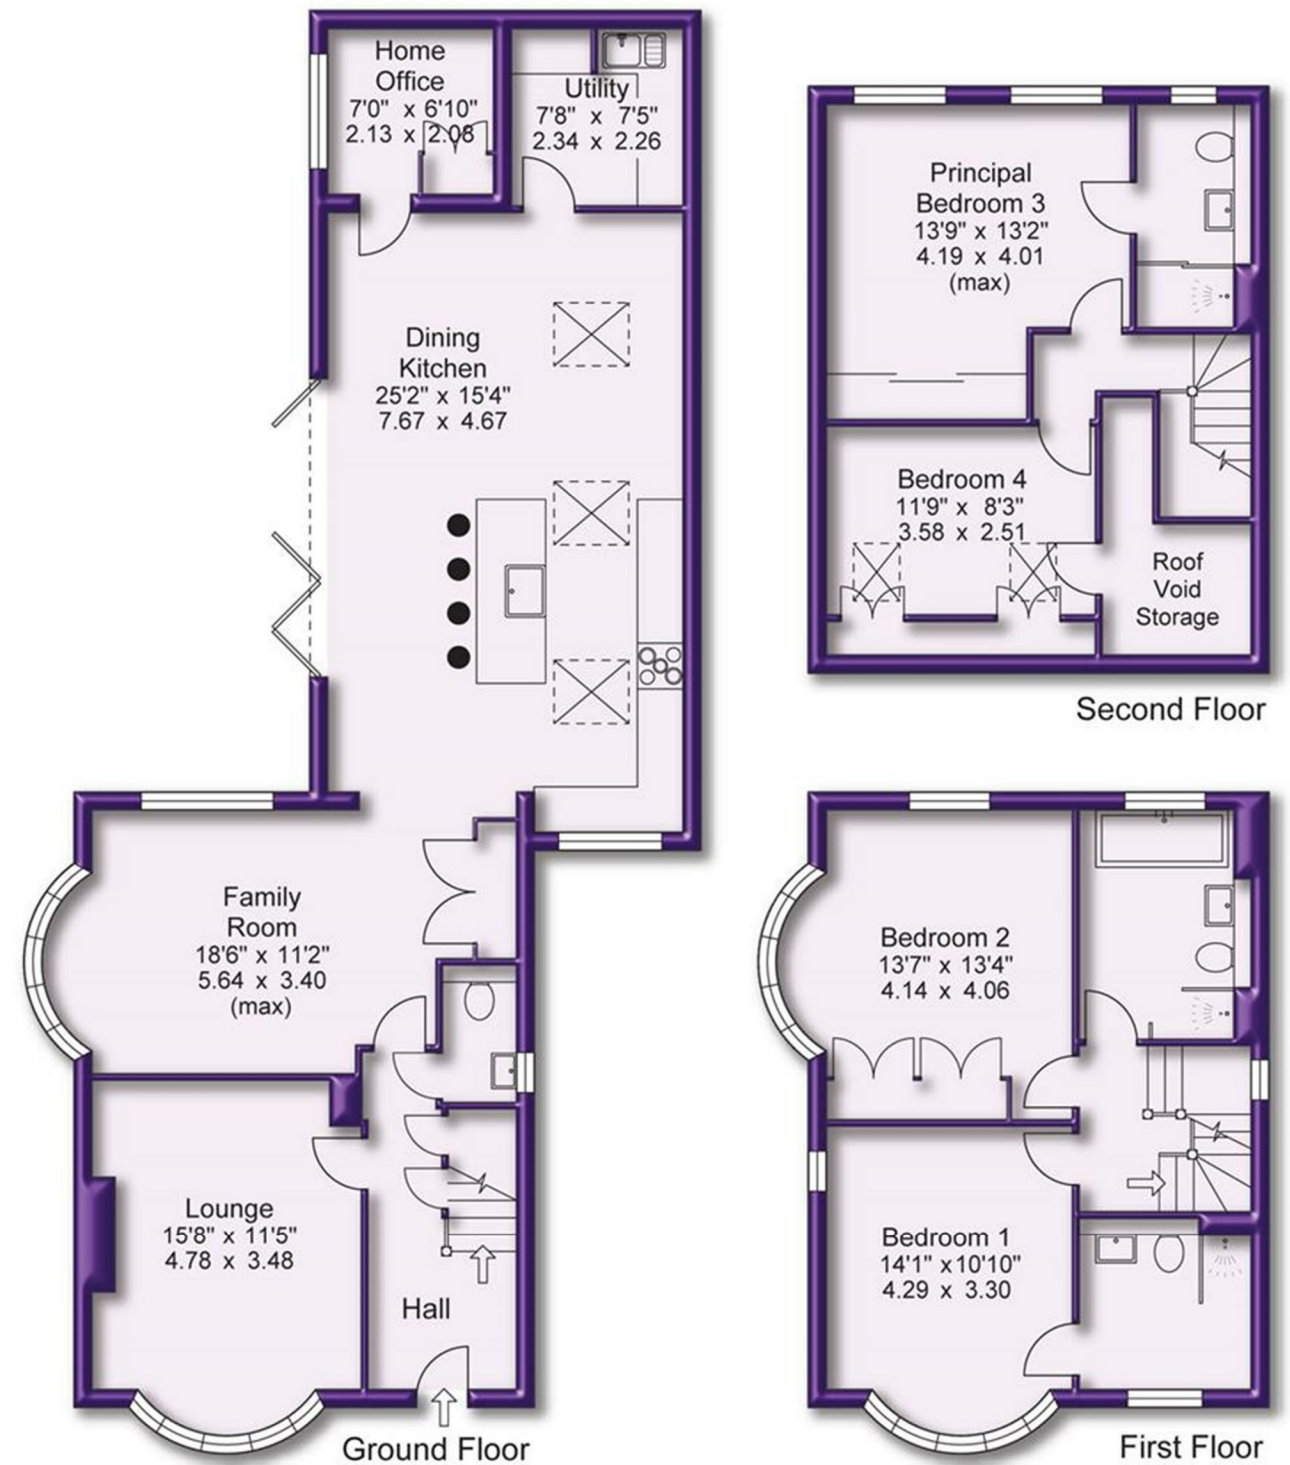 Home
Office
7'0" x 6'10"
2.13 x 2.08
Utility
7'8" x 7'5"
2.34 x 2.26
Dining
Kitchen
25'2" x 15'4"
7.67 x 4.67
Family
Room
18'6" x 11'2"
5.64 x 3.40
(max)
Lounge
15'8" x 11'5"
4.78 x 3.48
Hall
Ground Floor
Principal
Bedroom 3
13'9" x 13'2"
4.19 x 4.01
(max)
Bedroom 4
11'9" x 8'3"
3.58 x 2.51
Roof
Void
Storage
Second Floor
Bedroom 2
13'7" x 13'4"
4.14 x 4.06
Bedroom 1
14'1" x10'10"
4.29 x 3.30
First Floor